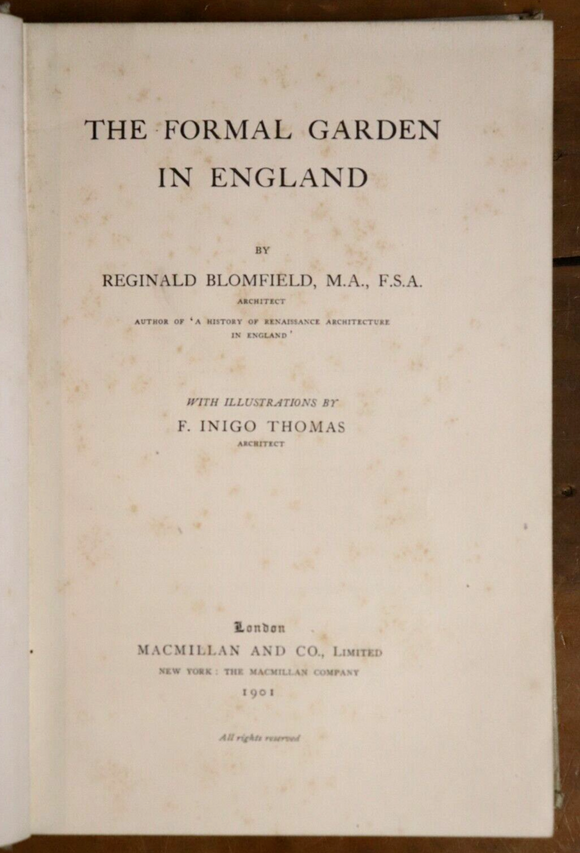 THE FORMAL GARDEN
IN ENGLAND
BY
REGINALD BLOMFIELD, M.A., F.S.A.
ARCHITECT
AUTHOR OF 'A HISTORY OF RENAISSANCE ARCHITECTURE
IN ENGLAND'
WITH ILLUSTRATIONS BY
F. INIGO THOMAS
ARCHITECT
London
MACMILLAN AND CO., LIMITED
NEW YORK: THE MACMILLAN COMPANY
1901
All rights reserved